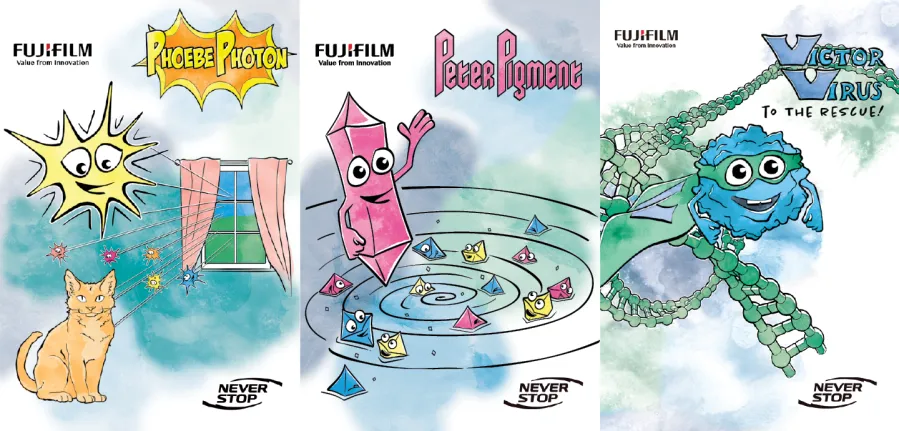 FUJIFILM
Value from Innovation
PHOEBE PHOTON
NEVER
STOP
FUJIFILM
Value from Innovation
PETER PIGMENT
NEVER
STOP
FUJIFILM
Value from Innovation
VICTOR
VIRUS
TO THE RESCUE!
NEVER
STOP